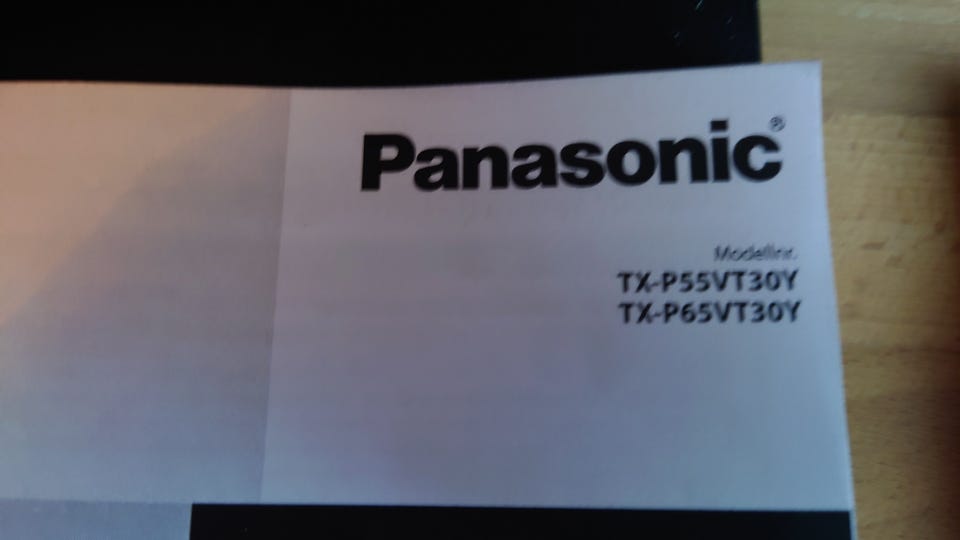 Panasonic®
Modellnr.
TX-P55VT30Y
TX-P65VT30Y